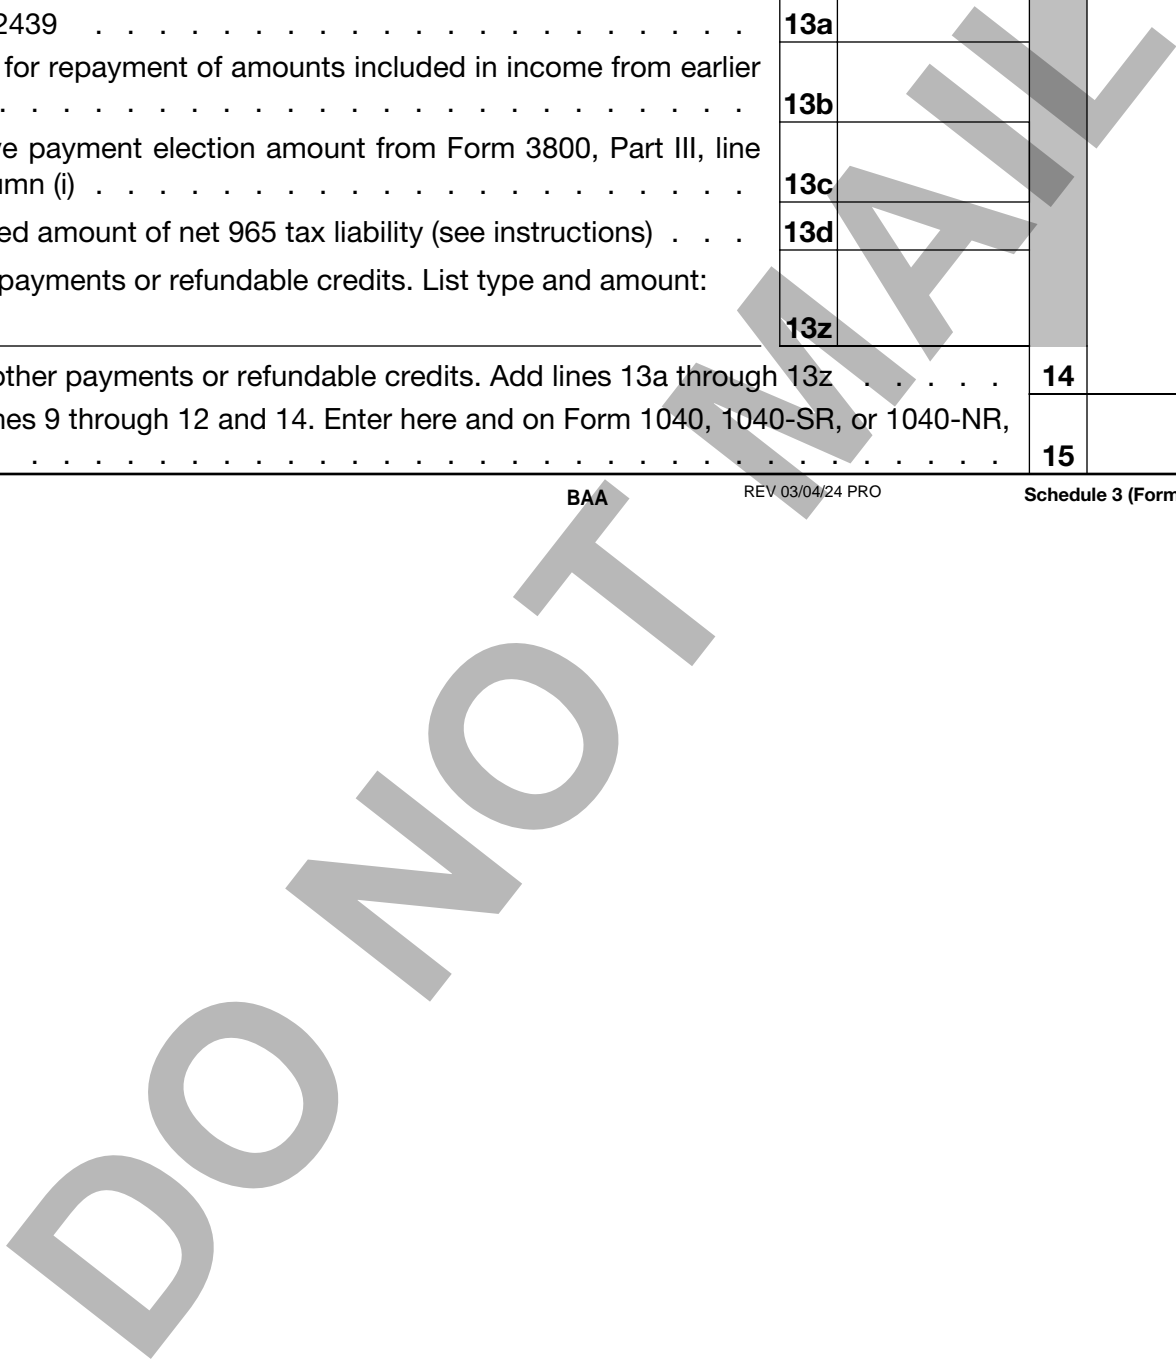 2439 . . . . . . . . . . . . . . . . . . . . . 13a
for repayment of amounts included in income from earlier
. . . . . . . . . . . . . . . . . . . . . . . . 13b
payment election amount from Form 3800, Part III, line
(i) . . . . . . . . . . . . . . . . . . . . . 13c
amount of net 965 tax liability (see instructions) . . . 13d
payments or refundable credits. List type and amount:
13z
other payments or refundable credits. Add lines 13a through 13z . . . . . 14
9 through 12 and 14. Enter here and on Form 1040, 1040-SR, or 1040-NR,
. . . . . . . . . . . . . . . . . . . . . . . . . . . . . . . 15
BAA REV 03/04/24 PRO Schedule 3 (Form
DO NOT MAIL